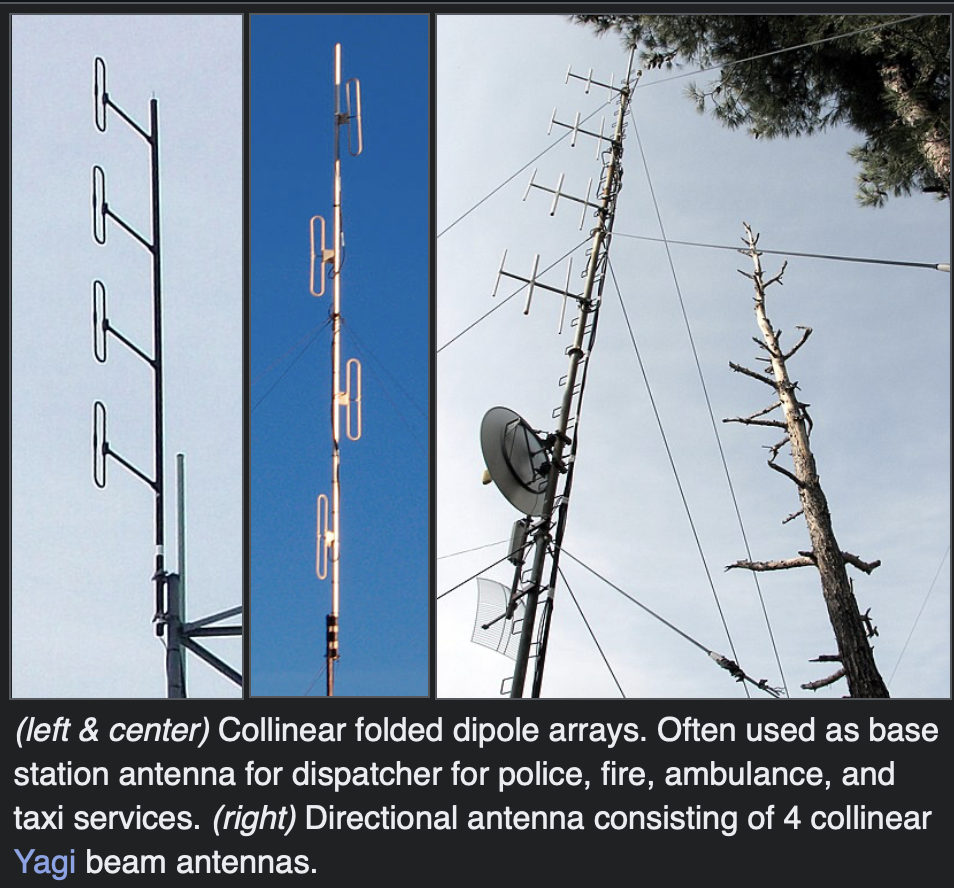 (left & center) Collinear folded dipole arrays. Often used as base
station antenna for dispatcher for police, fire, ambulance, and
taxi services. (right) Directional antenna consisting of 4 collinear
Yagi beam antennas.